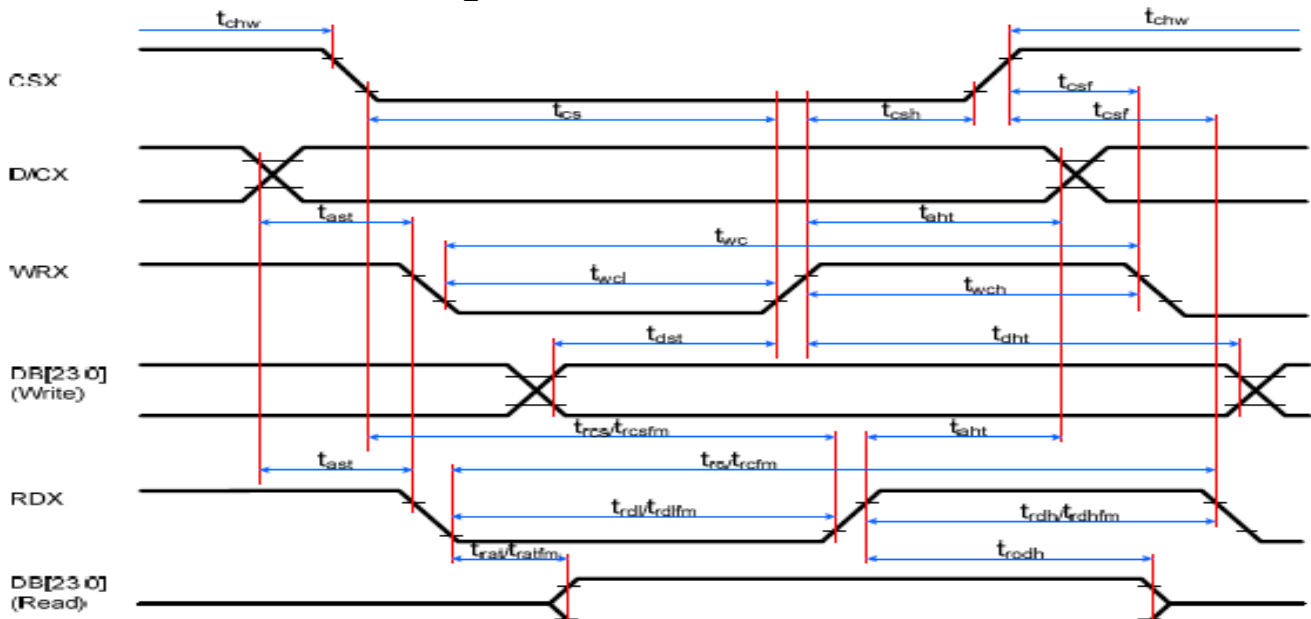 tchw tchw
CSX
tcsf
tcs tcsh tcsf
D/CX
tast taht
twc
WRX
twcl twch
tdst tdht
DB[23:0]
(Write)
trcs/trcsfm taht
tast trc/trcfm
RDX
trdl/trdlfm trdh/trdhfm
trat/tratfm trodh
DB[23:0]
(Read)